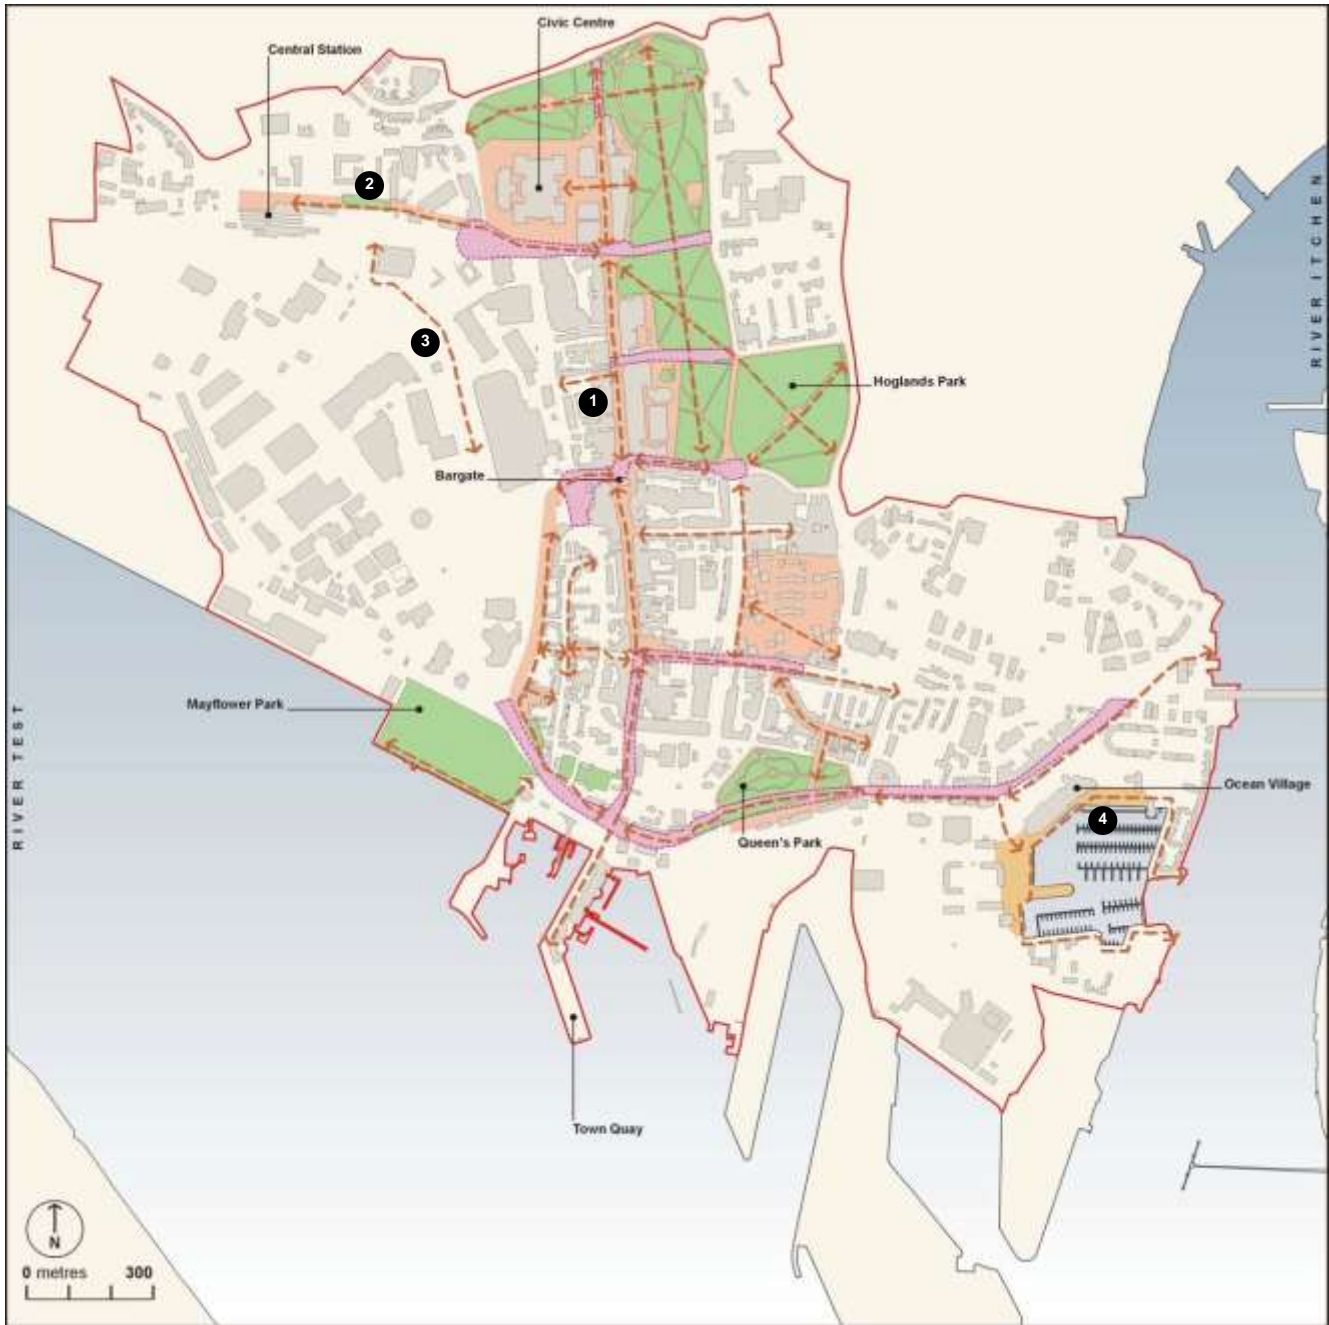 Civic Centre
Central Station
2
3
1
Hoglands Park
Bargate
RIVER ITCHEN
Mayflower Park
RIVER TEST
Ocean Village
4
Queen's Park
Town Quay
N
0 metres 300